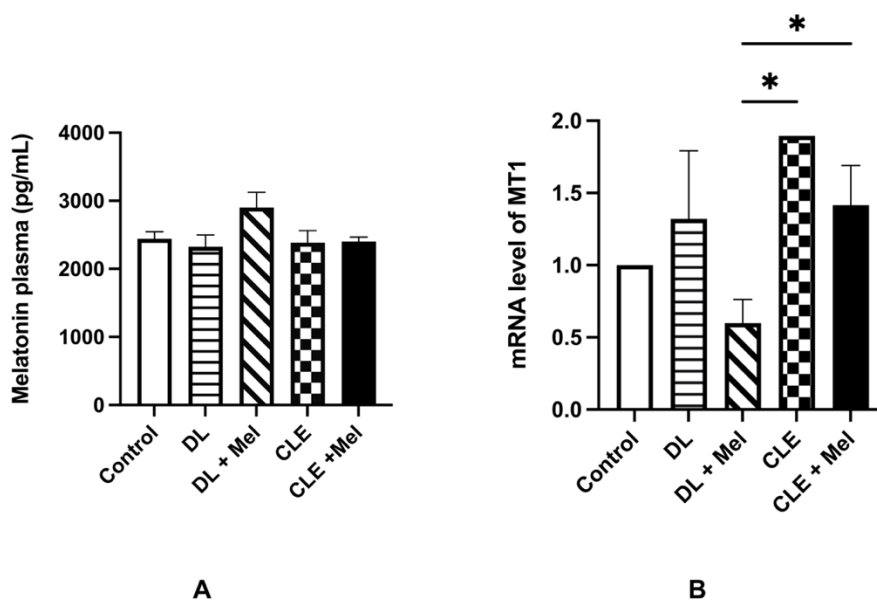 Melatonin plasma (pg/mL)
4000
3000
2000
1000
0
Control
DL
DL + Mel
CLE
CLE +Mel
A
*
*
mRNA level of MT1
2.0
1.5
1.0
0.5
0.0
Control
DL
DL + Mel
CLE
CLE + Mel
B